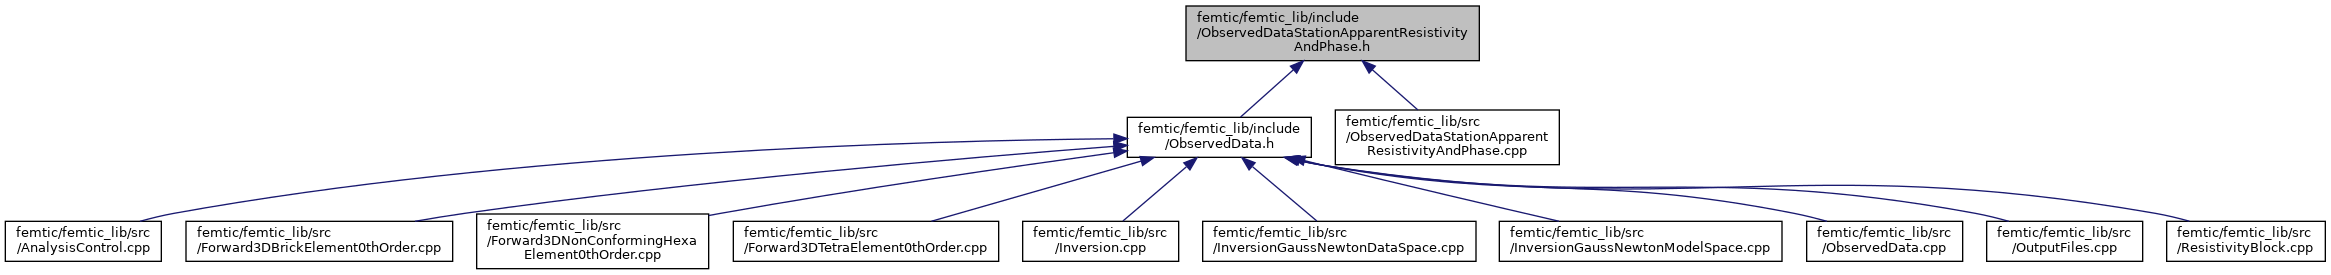 femtic/femtic_lib/include
/ObservedDataStationApparentResistivity
AndPhase.h
femtic/femtic_lib/include
/ObservedData.h
femtic/femtic_lib/src
/ObservedDataStationApparent
ResistivityAndPhase.cpp
femtic/femtic_lib/src
/AnalysisControl.cpp
femtic/femtic_lib/src
/Forward3DBrickElement0thOrder.cpp
femtic/femtic_lib/src
/Forward3DNonConformingHexa
Element0thOrder.cpp
femtic/femtic_lib/src
/Forward3DTetraElement0thOrder.cpp
femtic/femtic_lib/src
/Inversion.cpp
femtic/femtic_lib/src
/InversionGaussNewtonDataSpace.cpp
femtic/femtic_lib/src
/InversionGaussNewtonModelSpace.cpp
femtic/femtic_lib/src
/ObservedData.cpp
femtic/femtic_lib/src
/OutputFiles.cpp
femtic/femtic_lib/src
/ResistivityBlock.cpp